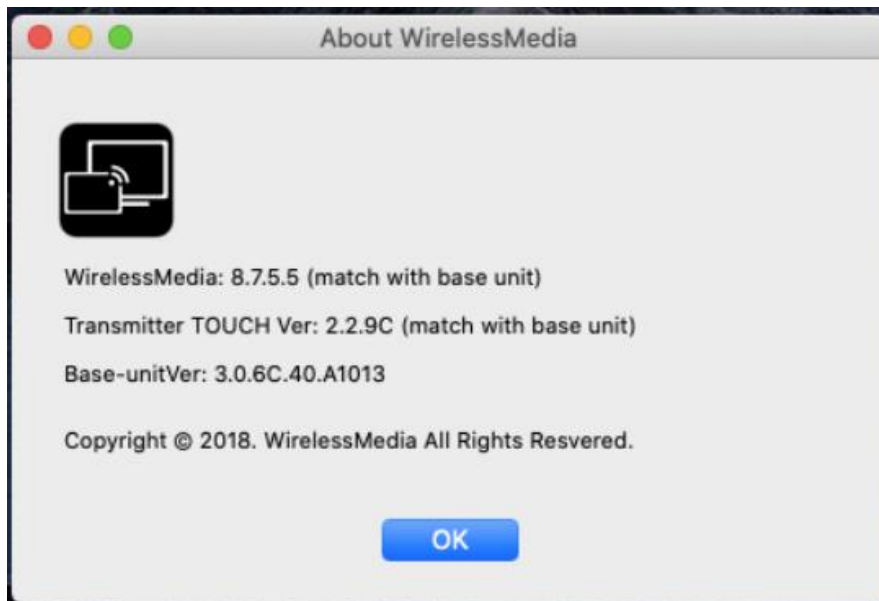 About WirelessMedia
WirelessMedia: 8.7.5.5 (match with base unit)
Transmitter TOUCH Ver: 2.2.9C (match with base unit)
Base-unitVer: 3.0.6C.40.A1013
Copyright © 2018. WirelessMedia All Rights Resvered.
OK